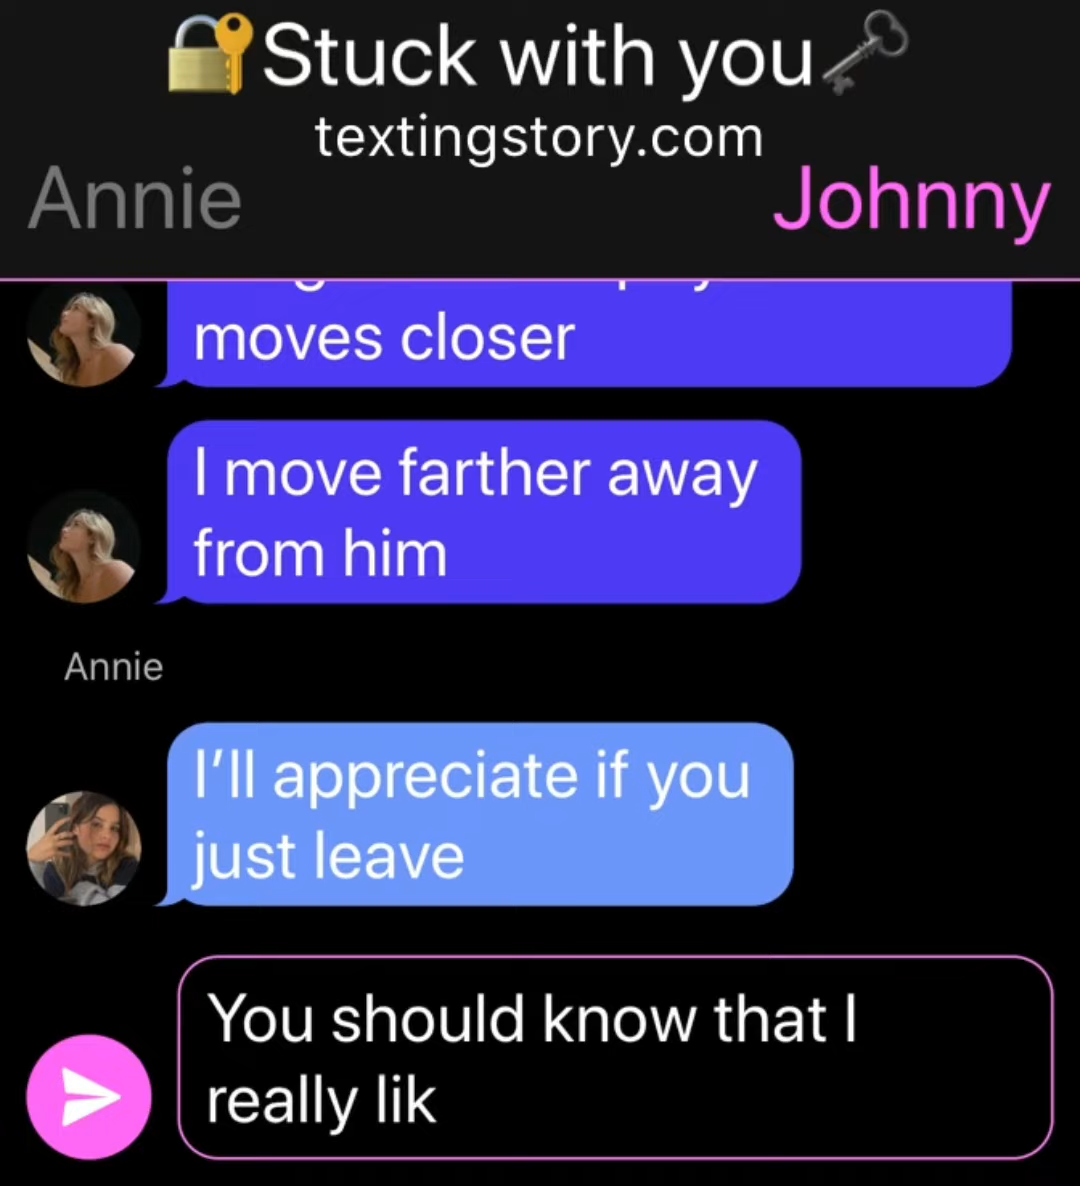 🔐Stuck with you🗝
textingstory.com
Annie
Johnny
moves closer
I move farther away
from him
Annie
I'll appreciate if you
just leave
You should know that I
really lik